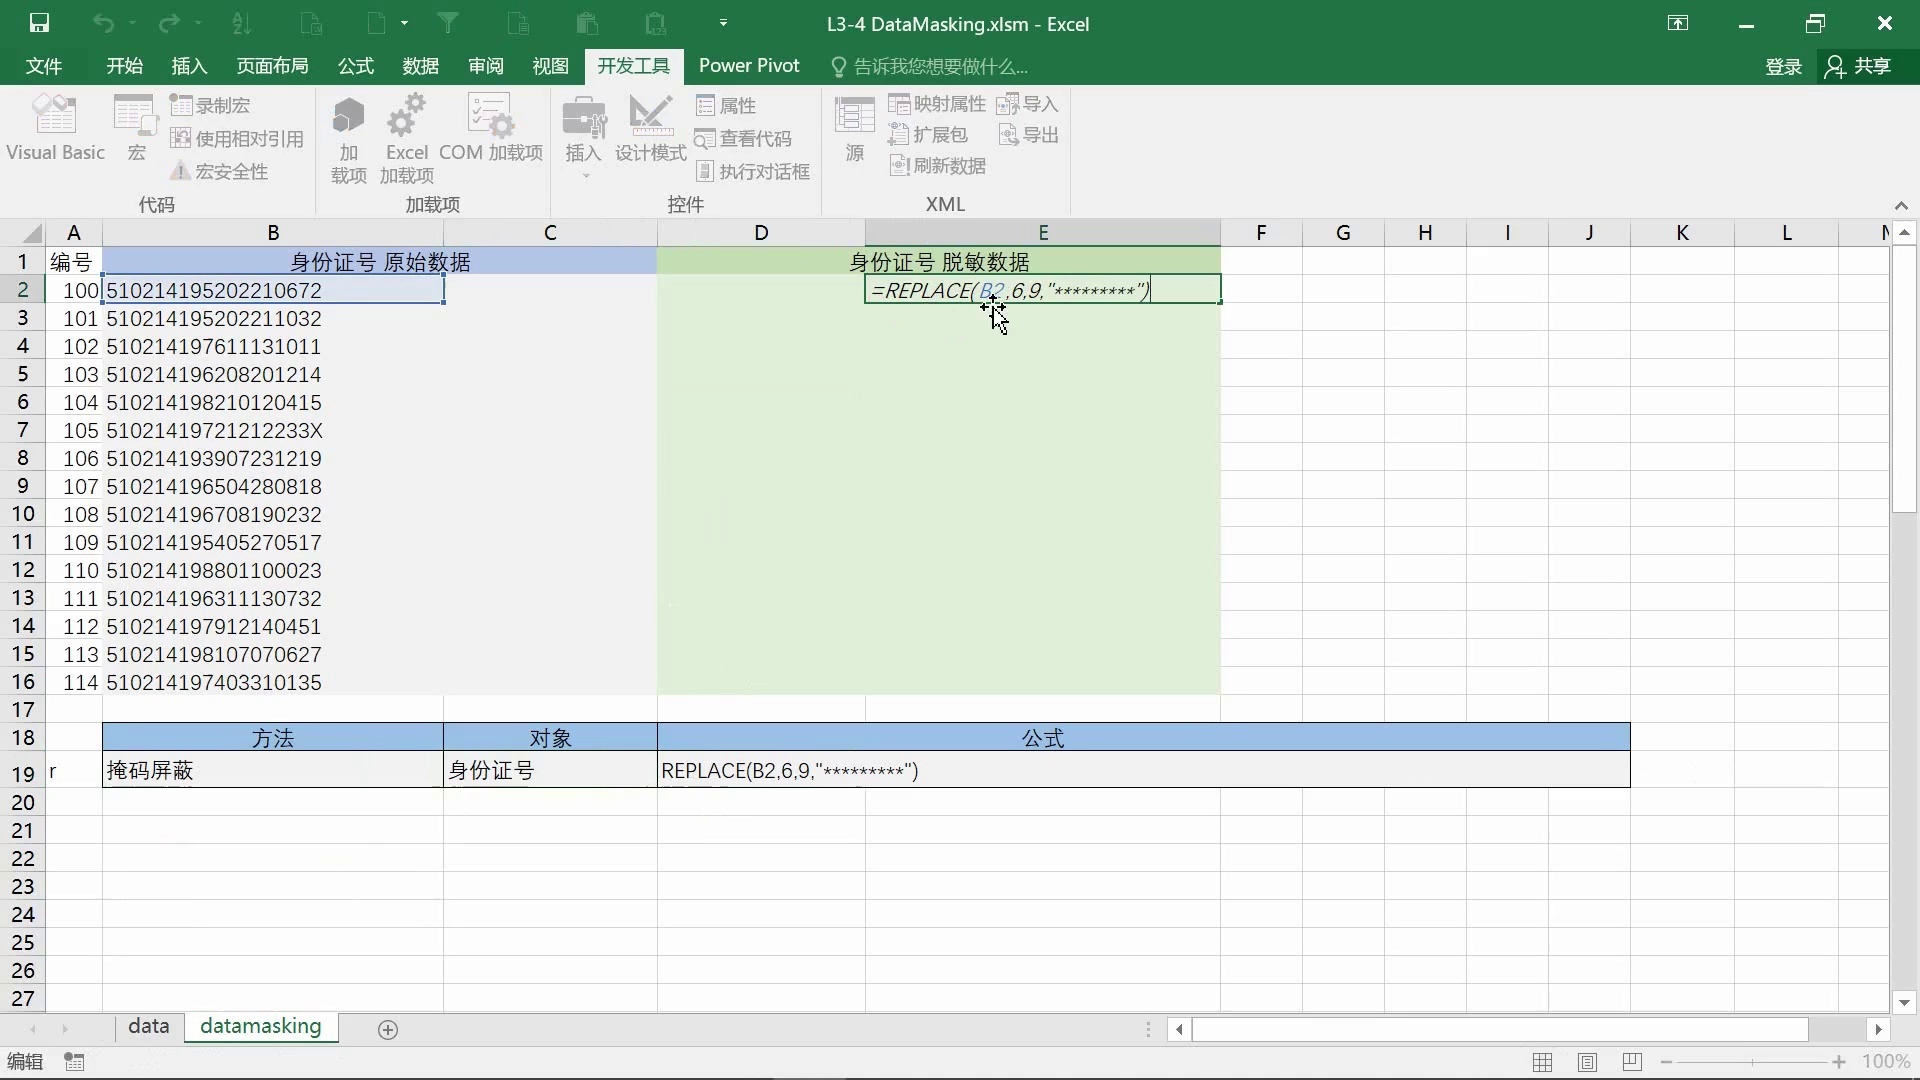 L3-4 DataMasking.xlsm - Excel
文件 开始 插入 页面布局 公式 数据 审阅 视图 开发工具 Power Pivot 告诉我您想要做什么... 登录 共享
Visual Basic 宏 录制宏 使用相对引用 宏安全性 代码
加载项 Excel 加载项 COM 加载项 加载项
插入 设计模式 属性 查看代码 执行对话框 控件
源 映射属性 扩展包 刷新数据 导入 导出 XML
A B C D E F G H I J K L
1 编号 身份证号 原始数据 身份证号 脱敏数据
2 100 510214195202210672 =REPLACE(B2,6,9,"*********")
3 101 510214195202211032
4 102 510214197611131011
5 103 510214196208201214
6 104 510214198210120415
7 105 51021419721212233X
8 106 510214193907231219
9 107 510214196504280818
10 108 510214196708190232
11 109 510214195405270517
12 110 510214198801100023
13 111 510214196311130732
14 112 510214197912140451
15 113 510214198107070627
16 114 510214197403310135
17
18 方法 对象 公式
19 r 掩码屏蔽 身份证号 REPLACE(B2,6,9,"*********")
20
21
22
23
24
25
26
27
data datamasking
编辑 100%